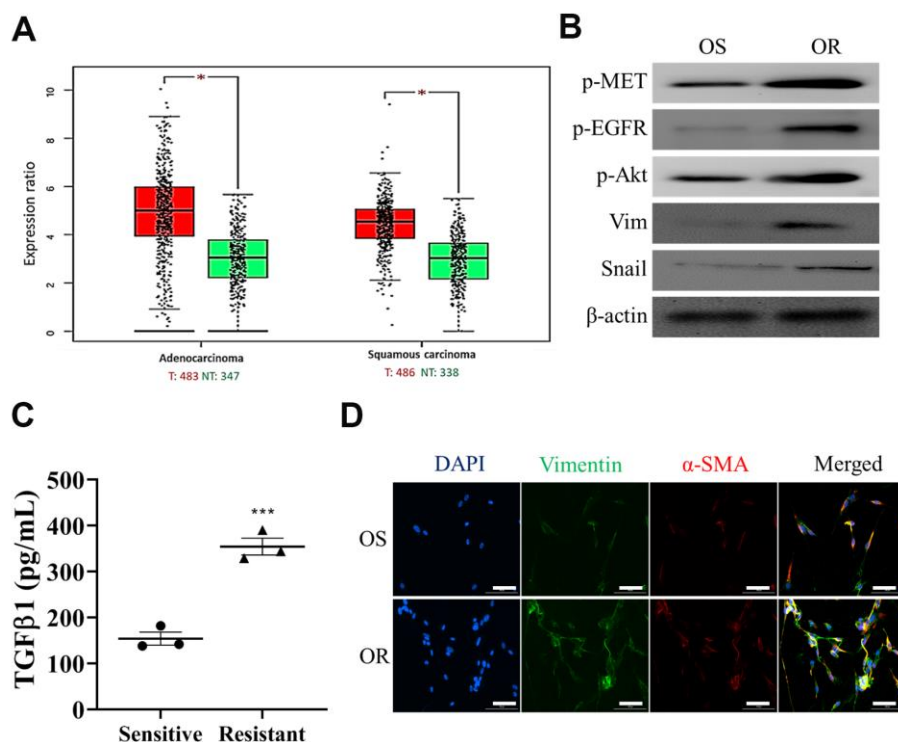 A
Expression ratio
10
8
6
4
2
0
*
*
Adenocarcinoma
T: 483 NT: 347
Squamous carcinoma
T: 486 NT: 338
B
OS OR
p-MET
p-EGFR
p-Akt
Vim
Snail
β-actin
C
TGFβ1 (pg/mL)
500
400
300
200
100
0
***
Sensitive Resistant
D
DAPI Vimentin α-SMA Merged
OS
OR